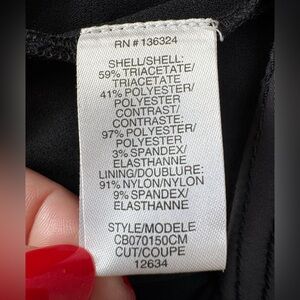 RN # 136324
SHELL/SHELL:
59% TRIACETATE/
TRIACETATE
41% POLYESTER/
POLYESTER
CONTRAST/
CONTRASTE:
97% POLYESTER/
POLYESTER
3% SPANDEX/
ELASTHANNE
LINING/DOUBLURE:
91% NYLON/NYLON
9% SPANDEX/
ELASTHANNE
STYLE/MODELE
CB070150CM
CUT/COUPE
12634